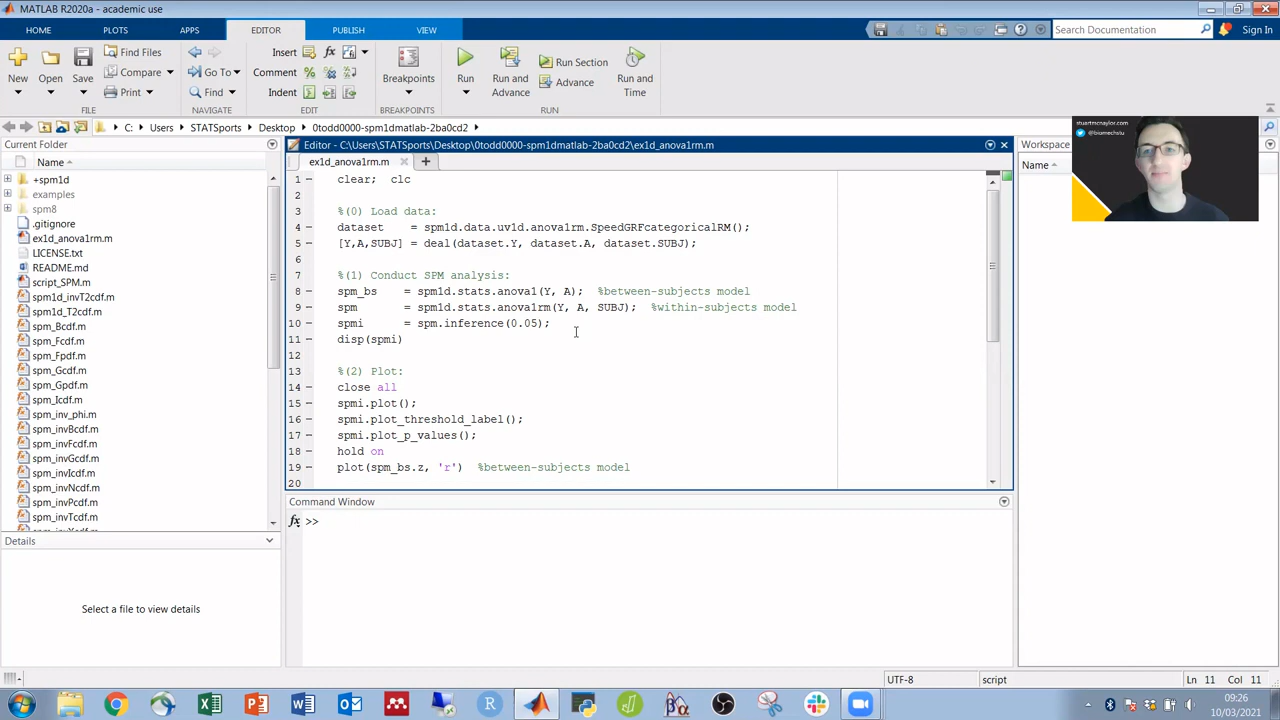 MATLAB R2020a - academic use
HOME PLOTS APPS EDITOR PUBLISH VIEW
Search Documentation
Sign In
New Open Save Find Files Compare Print
Go To Find
Insert Comment Indent
Breakpoints
Run Run and Advance Run Section Advance Run and Time
FILE NAVIGATE EDIT BREAKPOINTS RUN
C: Users STATSports Desktop 0todd0000-spm1dmatlab-2ba0cd2
Current Folder
Name
+spm1d
examples
spm8
.gitignore
ex1d_anova1rm.m
LICENSE.txt
README.md
script_SPM.m
spm1d_invT2cdf.m
spm1d_T2cdf.m
spm_Bcdf.m
spm_Fcdf.m
spm_Fpdf.m
spm_Gcdf.m
spm_Gpdf.m
spm_Icdf.m
spm_inv_phi.m
spm_invBcdf.m
spm_invFcdf.m
spm_invGcdf.m
spm_invIcdf.m
spm_invNcdf.m
spm_invPcdf.m
spm_invTcdf.m
Details
Select a file to view details
Editor - C:\Users\STATSports\Desktop\0todd0000-spm1dmatlab-2ba0cd2\ex1d_anova1rm.m
ex1d_anova1rm.m
1 clear; clc
2
3 %(0) Load data:
4 dataset = spm1d.data.uv1d.anova1rm.SpeedGRFcategoricalRM();
5 [Y,A,SUBJ] = deal(dataset.Y, dataset.A, dataset.SUBJ);
6
7 %(1) Conduct SPM analysis:
8 spm_bs = spm1d.stats.anova1(Y, A); %between-subjects model
9 spm = spm1d.stats.anova1rm(Y, A, SUBJ); %within-subjects model
10 spmi = spm.inference(0.05);
11 disp(spmi)
12
13 %(2) Plot:
14 close all
15 spmi.plot();
16 spmi.plot_threshold_label();
17 spmi.plot_p_values();
18 hold on
19 plot(spm_bs.z, 'r') %between-subjects model
20
Command Window
fx >>
Workspace
Name
stuartmcnaylor.com
@biomechstu
UTF-8 script Ln 11 Col 11
09:26
10/03/2021